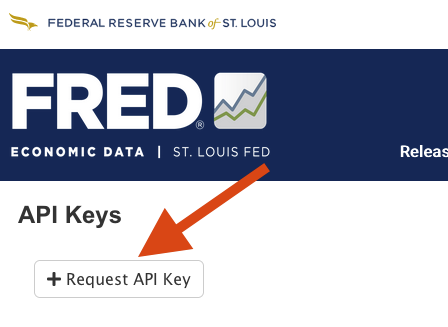 FEDERAL RESERVE BANK of ST. LOUIS
FRED®
ECONOMIC DATA | ST. LOUIS FED
Releas
API Keys
+ Request API Key